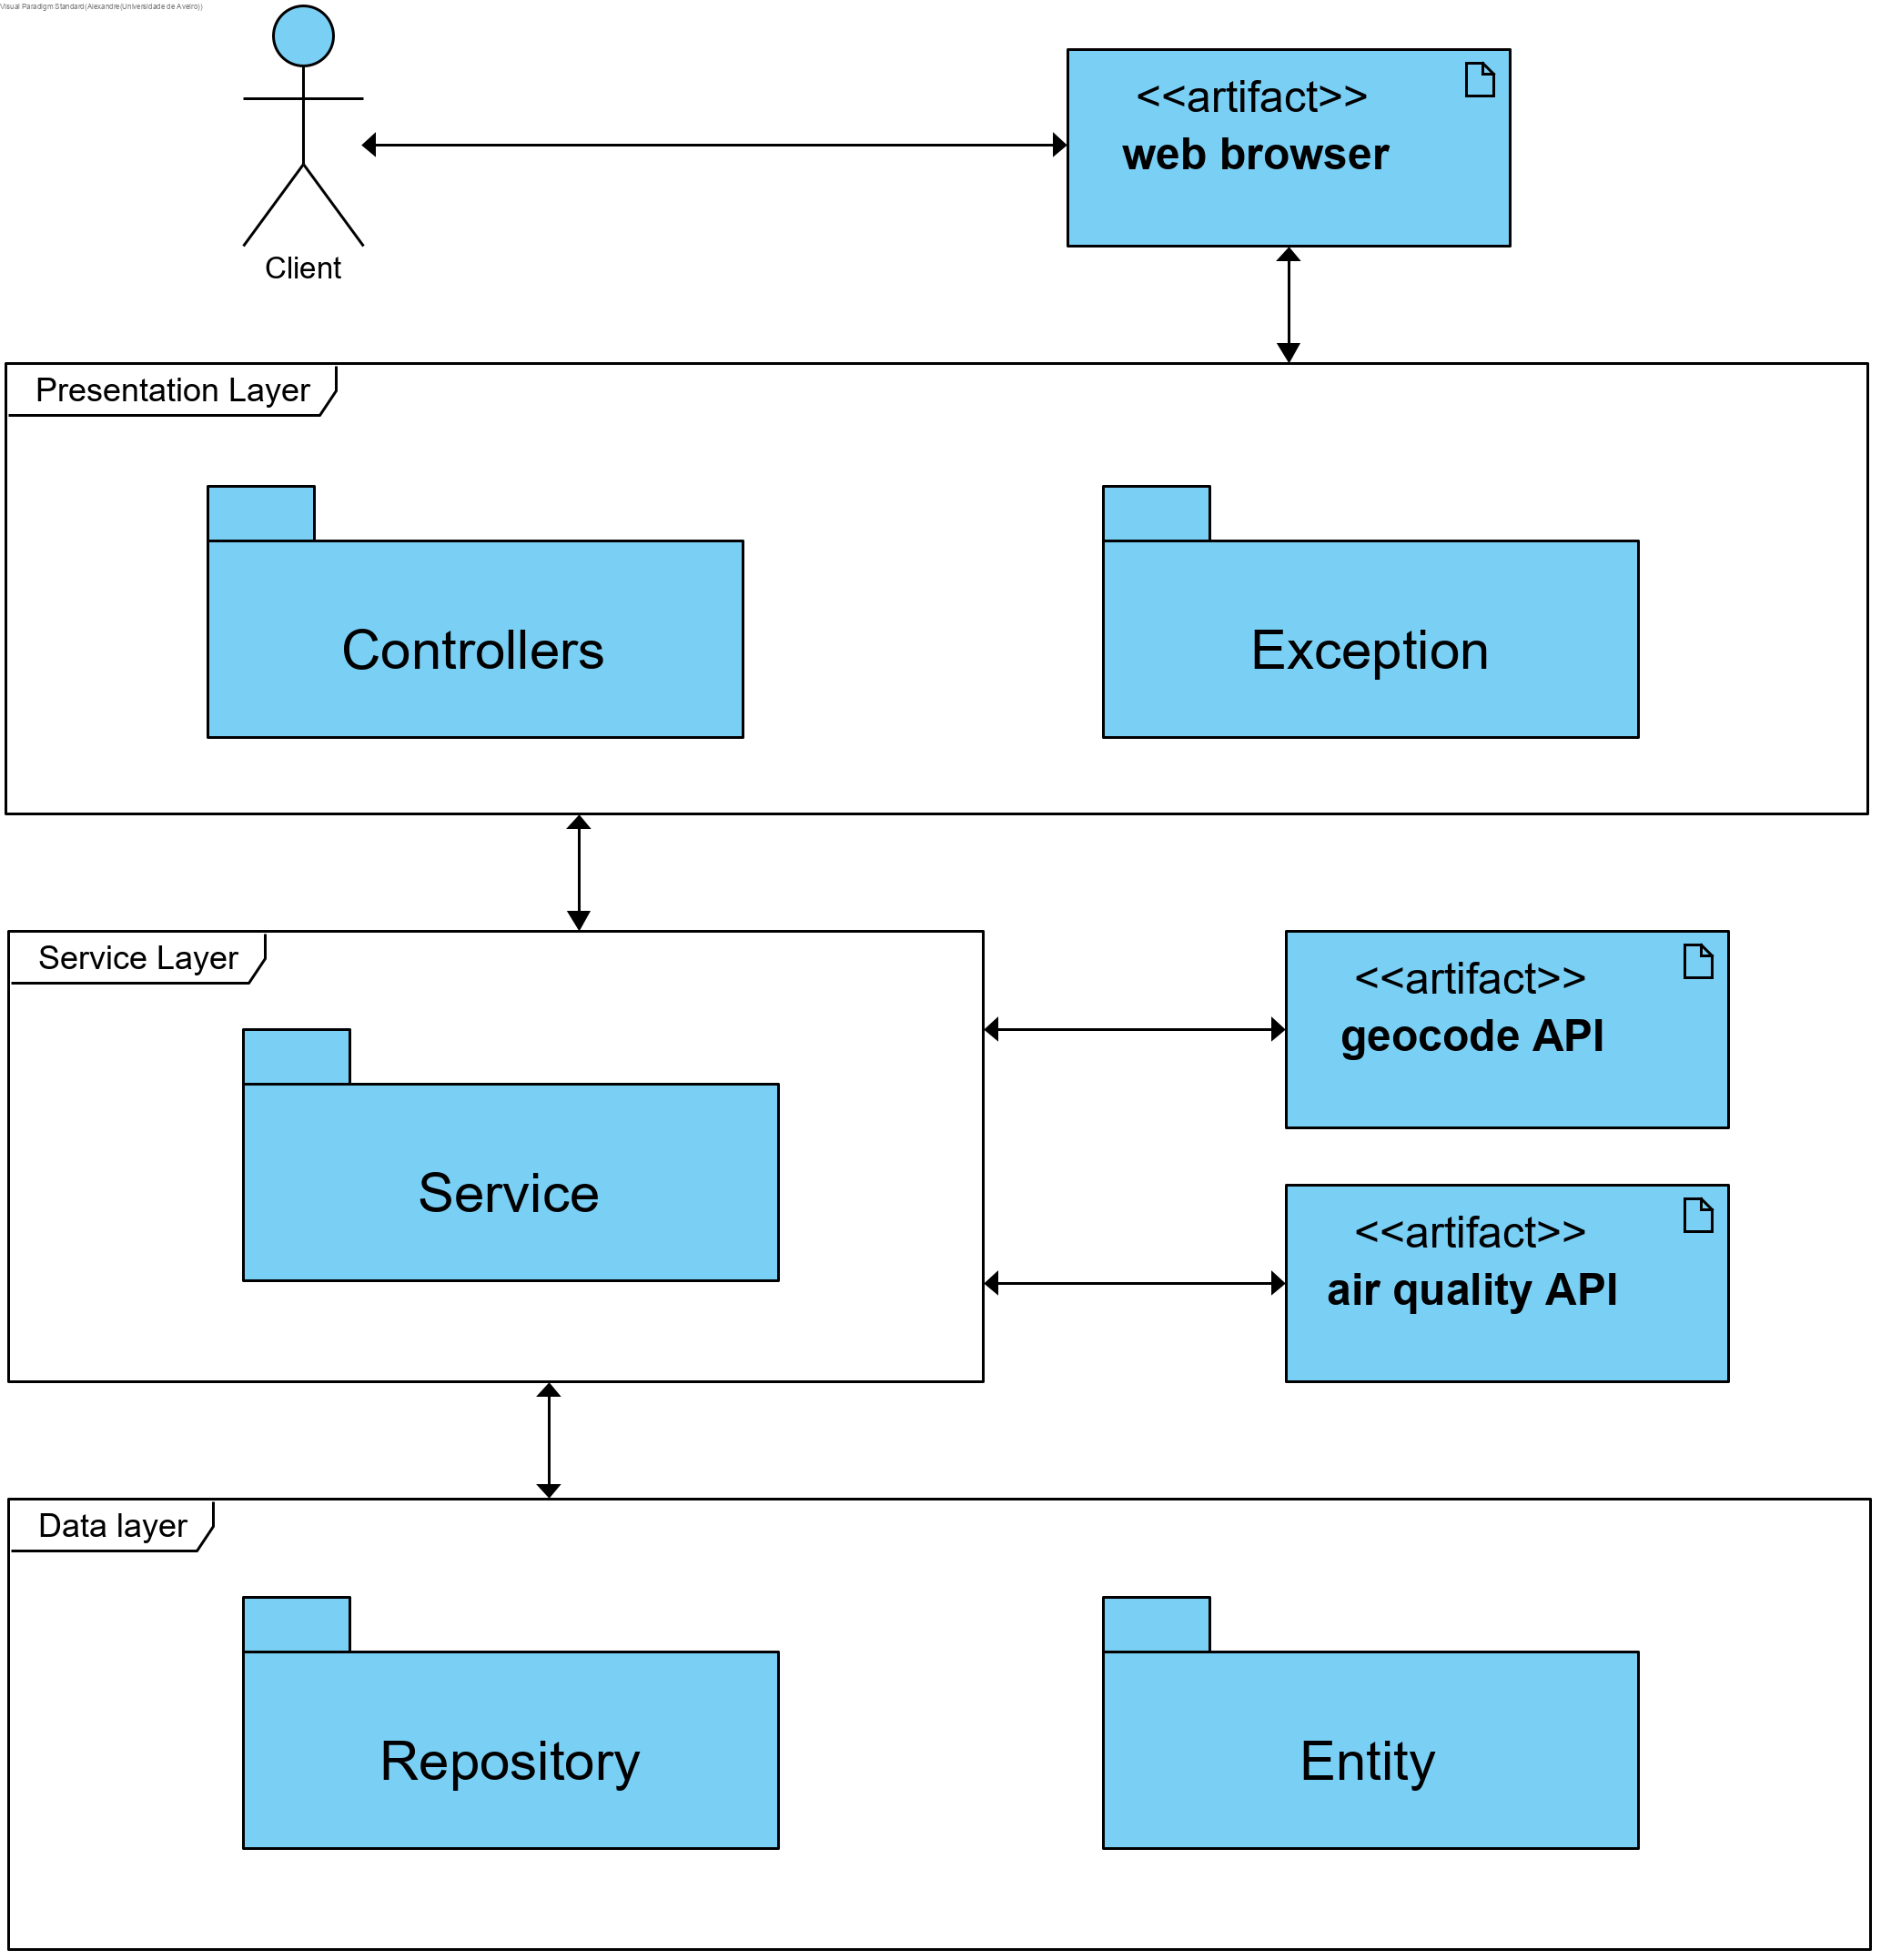 Visual Paradigm Standard(Alexandre(Universidade de Aveiro))
<<artifact>>
web browser
Client
Presentation Layer
Controllers
Exception
Service Layer
Service
<<artifact>>
geocode API
<<artifact>>
air quality API
Data layer
Repository
Entity